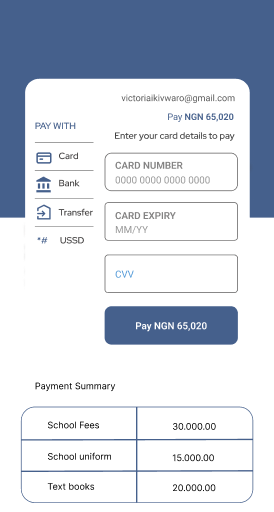 victoriaikivwaro@gmail.com
Pay NGN 65,020
PAY WITH
Enter your card details to pay
Card
Bank
Transfer
*# USSD
CARD NUMBER
0000 0000 0000 0000
CARD EXPIRY
MM/YY
CVV
Pay NGN 65,020
Payment Summary
School Fees 30.000.00
School uniform 15.000.00
Text books 20.000.00